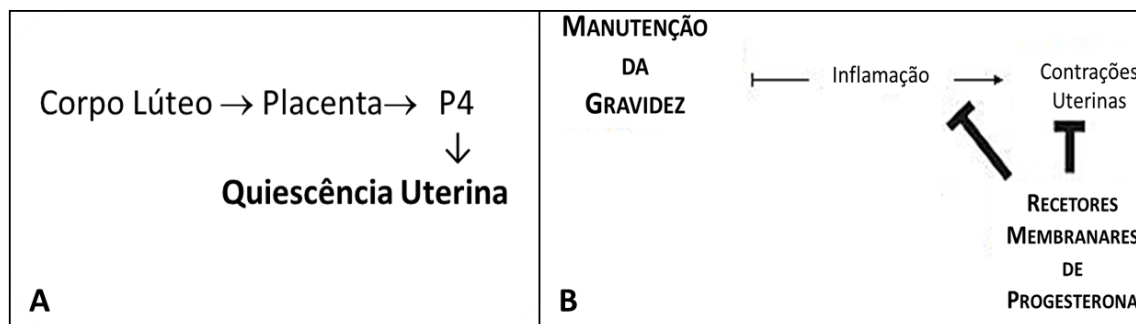 Corpo Lúteo → Placenta → P4
↓
Quiescência Uterina
A
MANUTENÇÃO
DA
GRAVIDEZ
Inflamação
Contrações
Uterinas
RECETORES
MEMBRANARES
DE
PROGESTERONA
B